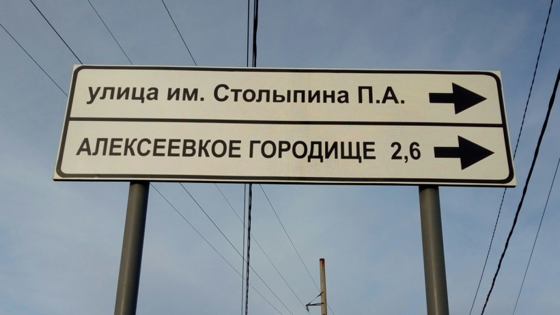 улица им. Столыпина П.А.
АЛЕКСЕЕВКОЕ ГОРОДИЩЕ 2,6